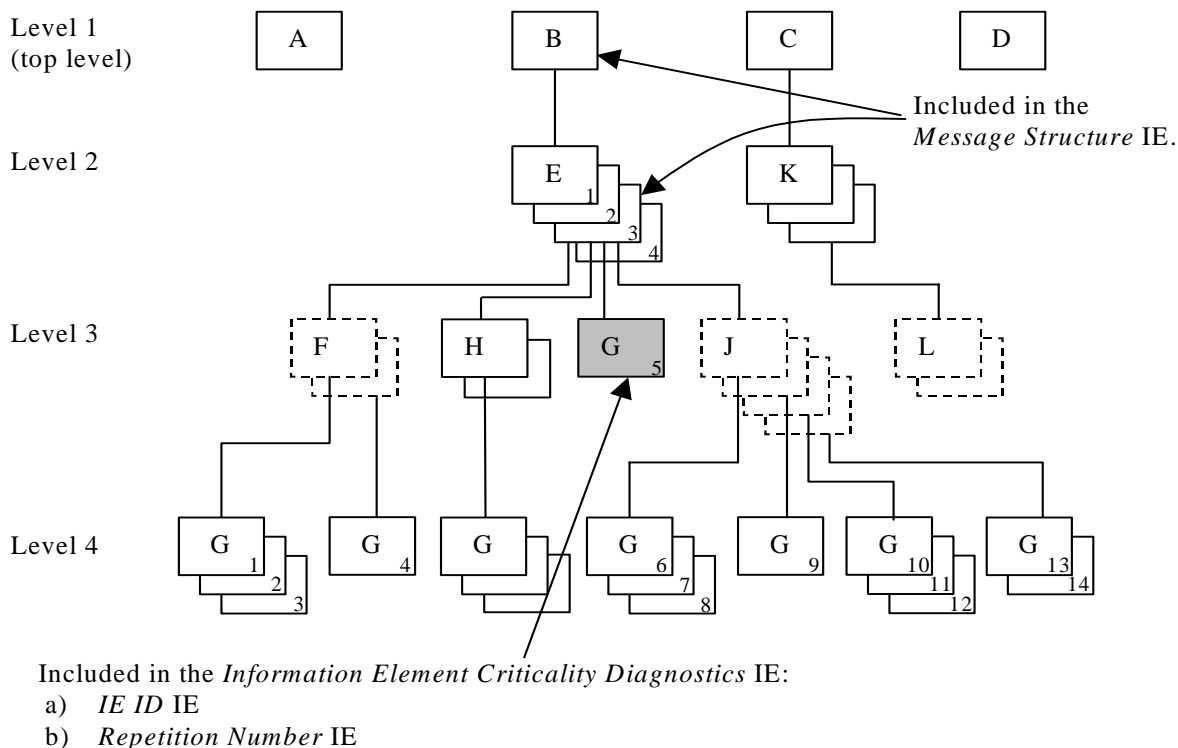 Level 1
(top level)
A
B
C
D
Included in the
Message Structure IE.
Level 2
E
1
2
3
4
K
Level 3
F
H
G
5
J
L
Level 4
G
1
2
3
G
4
G
G
6
7
8
G
9
G
10
11
12
G
13
14
Included in the Information Element Criticality Diagnostics IE:
a) IE ID IE
b) Repetition Number IE